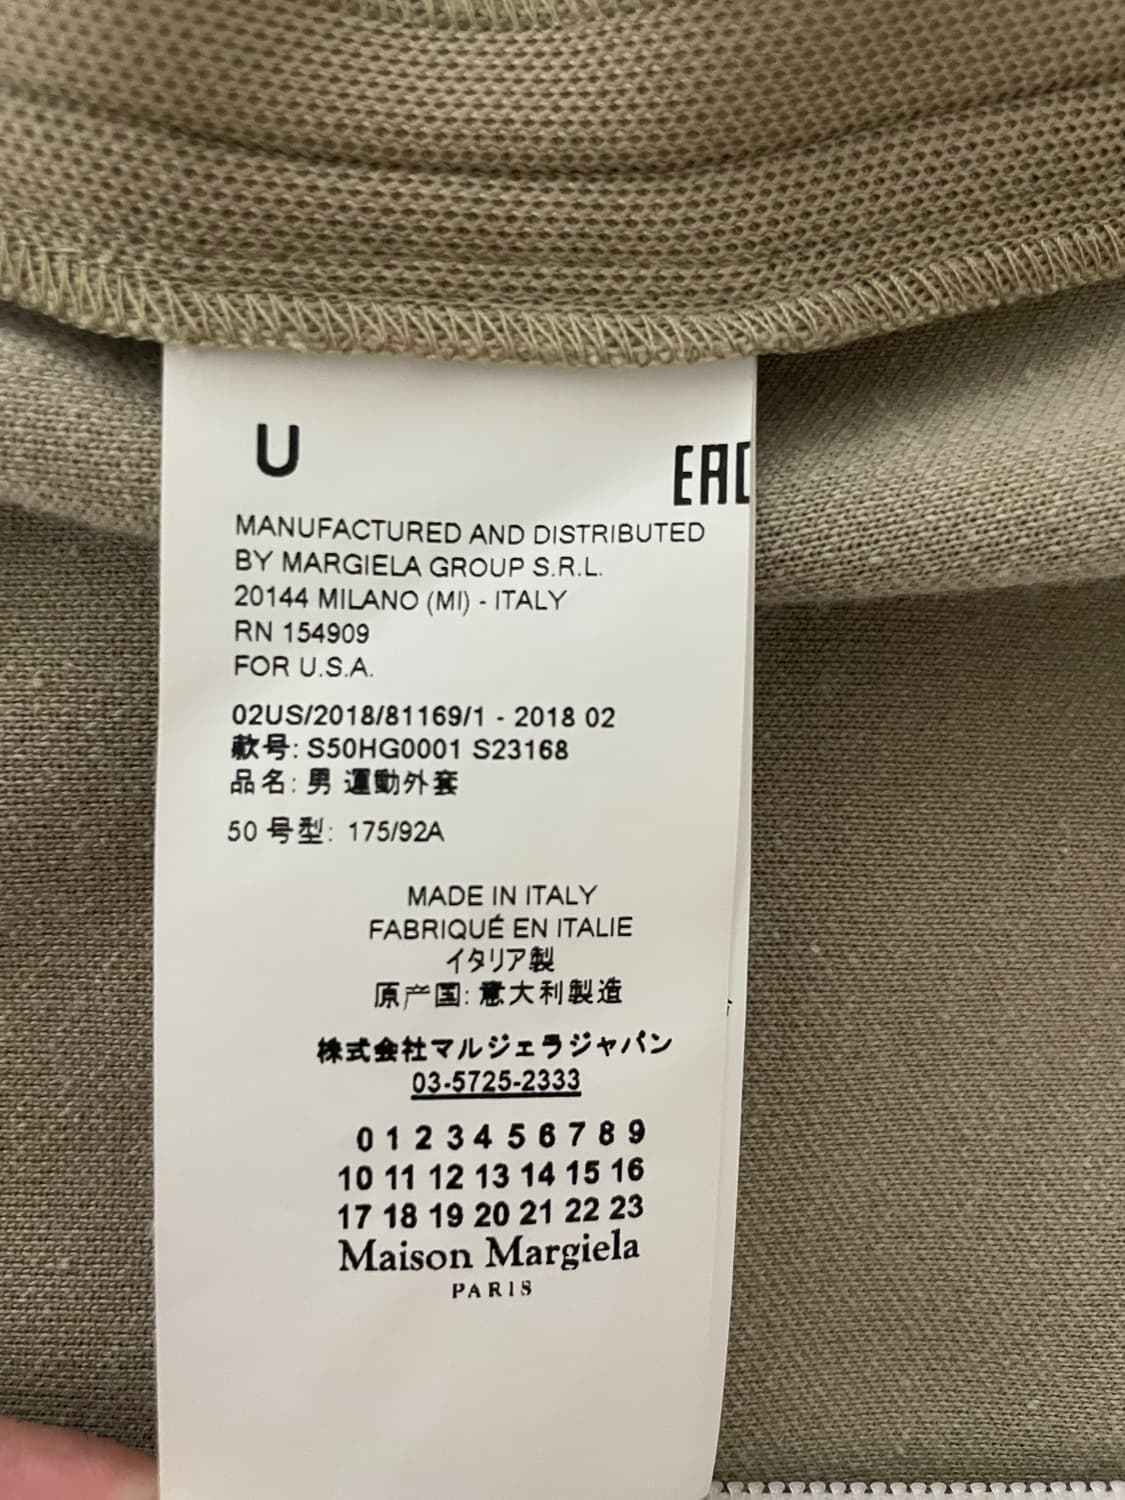 U
EAC
MANUFACTURED AND DISTRIBUTED
BY MARGIELA GROUP S.R.L.
20144 MILANO (MI) - ITALY
RN 154909
FOR U.S.A.
02US/2018/81169/1 - 2018 02
款号: S50HG0001 S23168
品名: 男 運動外套
50 号型: 175/92A
MADE IN ITALY
FABRIQUÉ EN ITALIE
イタリア製
原产国: 意大利製造
株式会社マルジェラジャパン
03-5725-2333
0 1 2 3 4 5 6 7 8 9
10 11 12 13 14 15 16
17 18 19 20 21 22 23
Maison Margiela
PARIS